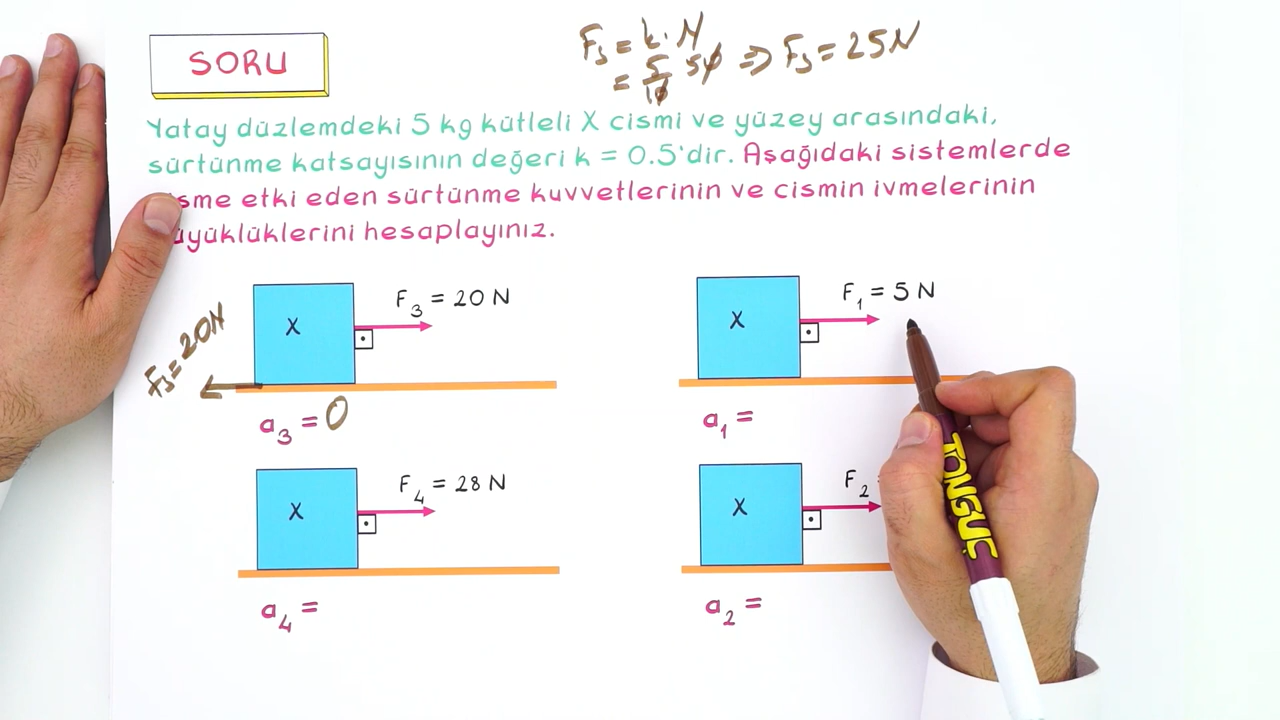 SORU
Fs = k.N
= 5/10 50 => Fs = 25N
Yatay düzlemdeki 5 kg kütleli X cismi ve yüzey arasındaki,
sürtünme katsayısının değeri k = 0.5'dir. Aşağıdaki sistemlerde
etki eden sürtünme kuvvetlerinin ve cismin ivmelerinin
hesaplayınız.
X
F3 = 20 N
Fs = 20N
a3 = 0
X
F1 = 5 N
a1 =
X
F4 = 28 N
a4 =
X
F2
a2 =
TONGUÇ